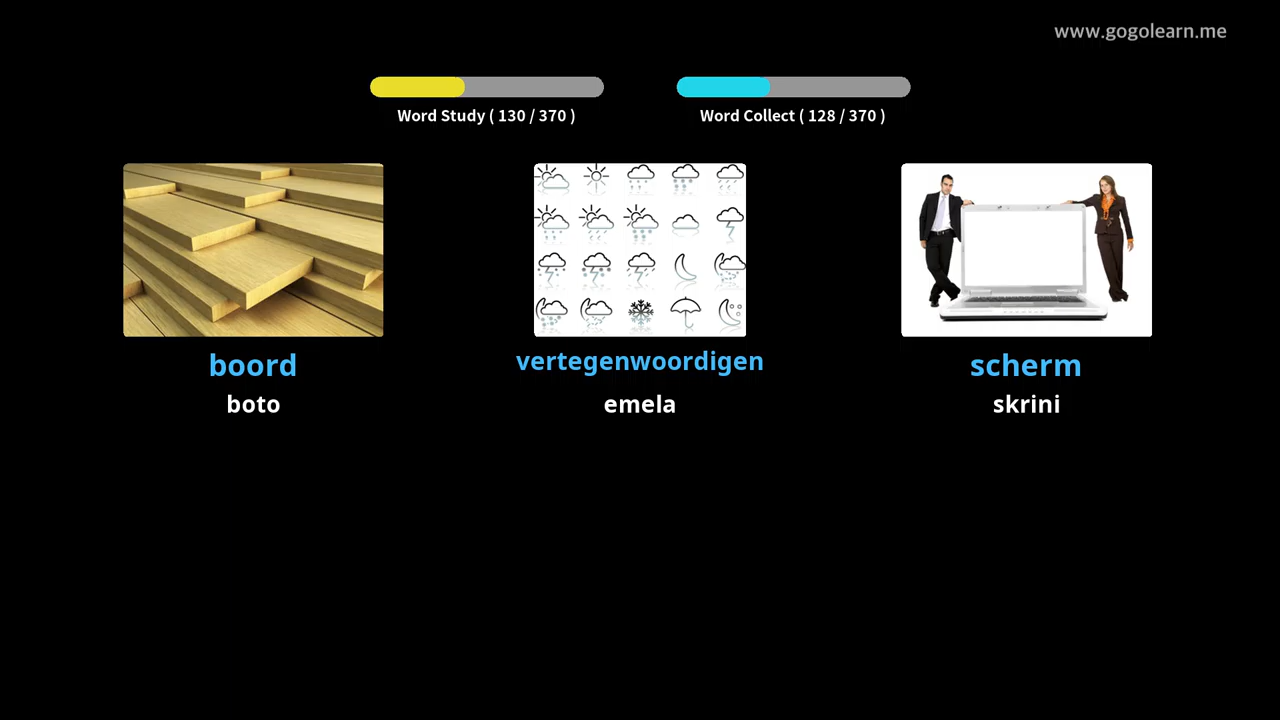 www.gogolearn.me
Word Study ( 130 / 370 )
Word Collect ( 128 / 370 )
boord
vertegenwoordigen
scherm
boto
emela
skrini